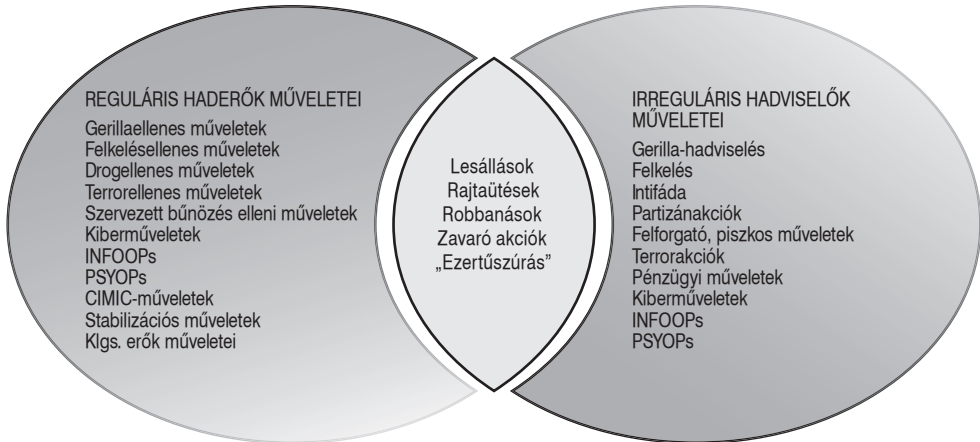 REGULÁRIS HADERŐK MŰVELETEI
Gerillaellenes műveletek
Felkelésellenes műveletek
Drogellenes műveletek
Terrorellenes műveletek
Szervezett bűnözés elleni műveletek
Kiberműveletek
INFOOPs
PSYOPs
CIMIC-műveletek
Stabilizációs műveletek
Klgs. erők műveletei
Lesállások
Rajtaütések
Robbanások
Zavaró akciók
„Ezertűszúrás”
IRREGULÁRIS HADVISELŐK
MŰVELETEI
Gerilla-hadviselés
Felkelés
Intifáda
Partizánakciók
Felforgató, piszkos műveletek
Terrorakciók
Pénzügyi műveletek
Kiberműveletek
INFOOPs
PSYOPs